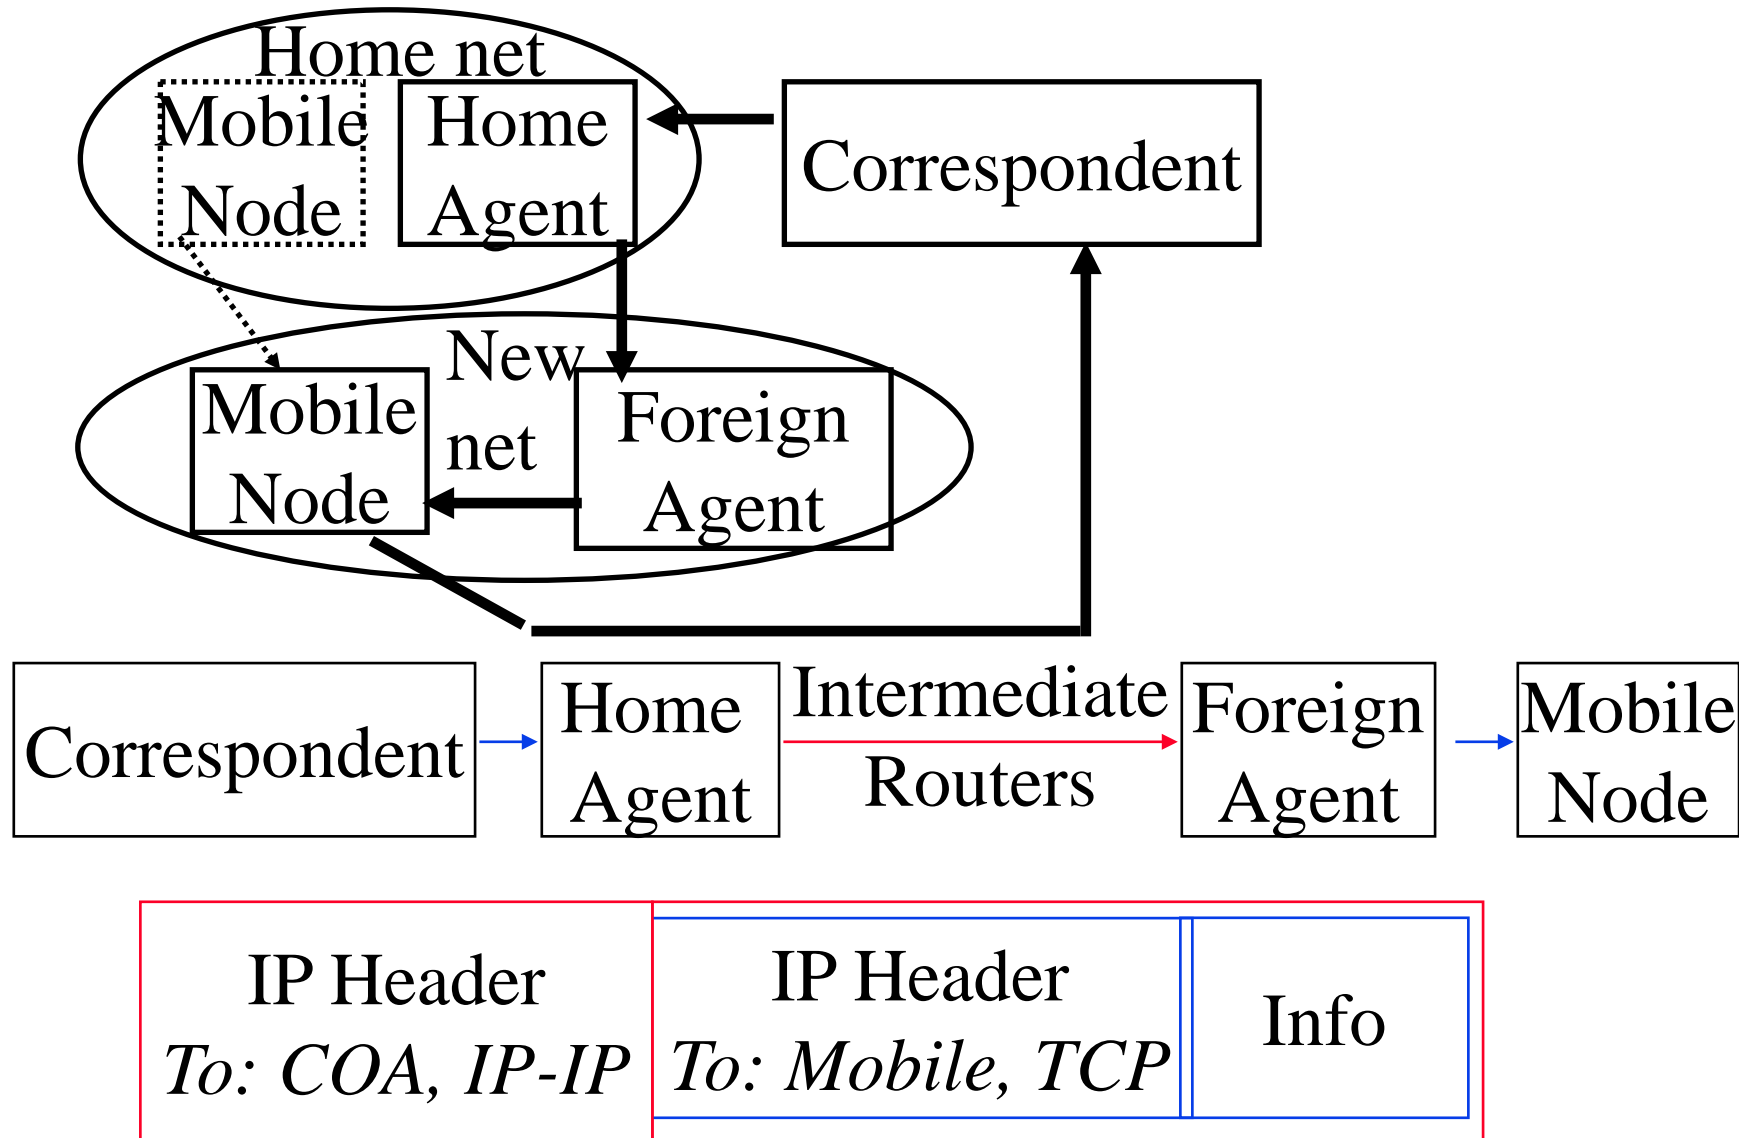 Home net
Mobile
Node
Home
Agent
Correspondent
New
net
Mobile
Node
Foreign
Agent
Correspondent
Home
Agent
Intermediate
Routers
Foreign
Agent
Mobile
Node
IP Header
To: COA, IP-IP
IP Header
To: Mobile, TCP
Info